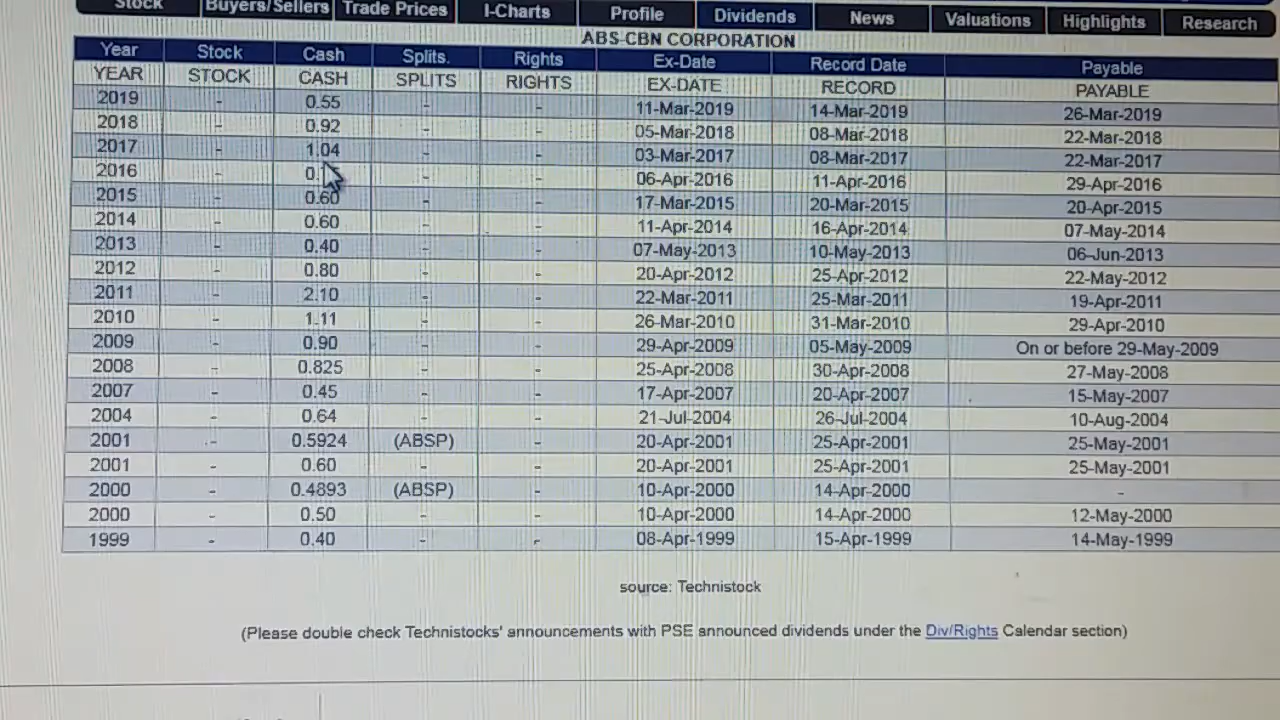 Stock Buyers/Sellers Trade Prices I-Charts Profile Dividends News Valuations Highlights Research
ABS-CBN CORPORATION
Year Stock Cash Splits. Rights Ex-Date Record Date Payable
YEAR STOCK CASH SPLITS RIGHTS EX-DATE RECORD PAYABLE
2019 - 0.55 - - 11-Mar-2019 14-Mar-2019 26-Mar-2019
2018 - 0.92 - - 05-Mar-2018 08-Mar-2018 22-Mar-2018
2017 - 1.04 - - 03-Mar-2017 08-Mar-2017 22-Mar-2017
2016 - - - 06-Apr-2016 11-Apr-2016 29-Apr-2016
2015 - 0.60 - - 17-Mar-2015 20-Mar-2015 20-Apr-2015
2014 - 0.60 - - 11-Apr-2014 16-Apr-2014 07-May-2014
2013 - 0.40 - - 07-May-2013 10-May-2013 06-Jun-2013
2012 - 0.80 - - 20-Apr-2012 25-Apr-2012 22-May-2012
2011 - 2.10 - - 22-Mar-2011 25-Mar-2011 19-Apr-2011
2010 - 1.11 - - 26-Mar-2010 31-Mar-2010 29-Apr-2010
2009 - 0.90 - - 29-Apr-2009 05-May-2009 On or before 29-May-2009
2008 - 0.825 - - 25-Apr-2008 30-Apr-2008 27-May-2008
2007 - 0.45 - - 17-Apr-2007 20-Apr-2007 15-May-2007
2004 - 0.64 - - 21-Jul-2004 26-Jul-2004 10-Aug-2004
2001 - 0.5924 (ABSP) - 20-Apr-2001 25-Apr-2001 25-May-2001
2001 - 0.60 - - 20-Apr-2001 25-Apr-2001 25-May-2001
2000 - 0.4893 (ABSP) - 10-Apr-2000 14-Apr-2000 -
2000 - 0.50 - - 10-Apr-2000 14-Apr-2000 12-May-2000
1999 - 0.40 - - 08-Apr-1999 15-Apr-1999 14-May-1999
source: Technistock
(Please double check Technistocks' announcements with PSE announced dividends under the Div/Rights Calendar section)